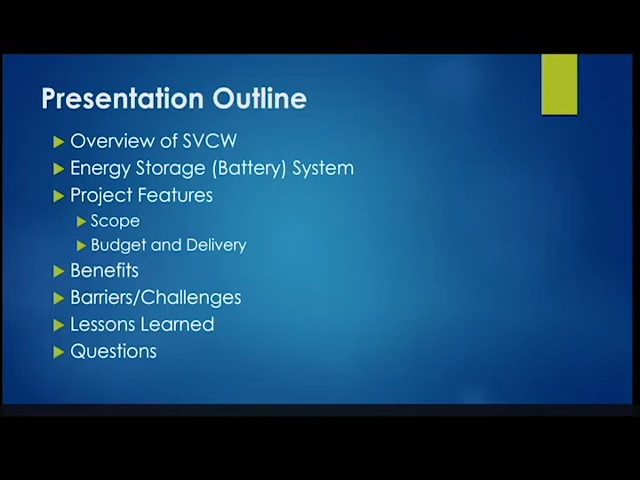 Presentation Outline
Overview of SVCW
Energy Storage (Battery) System
Project Features
Scope
Budget and Delivery
Benefits
Barriers/Challenges
Lessons Learned
Questions